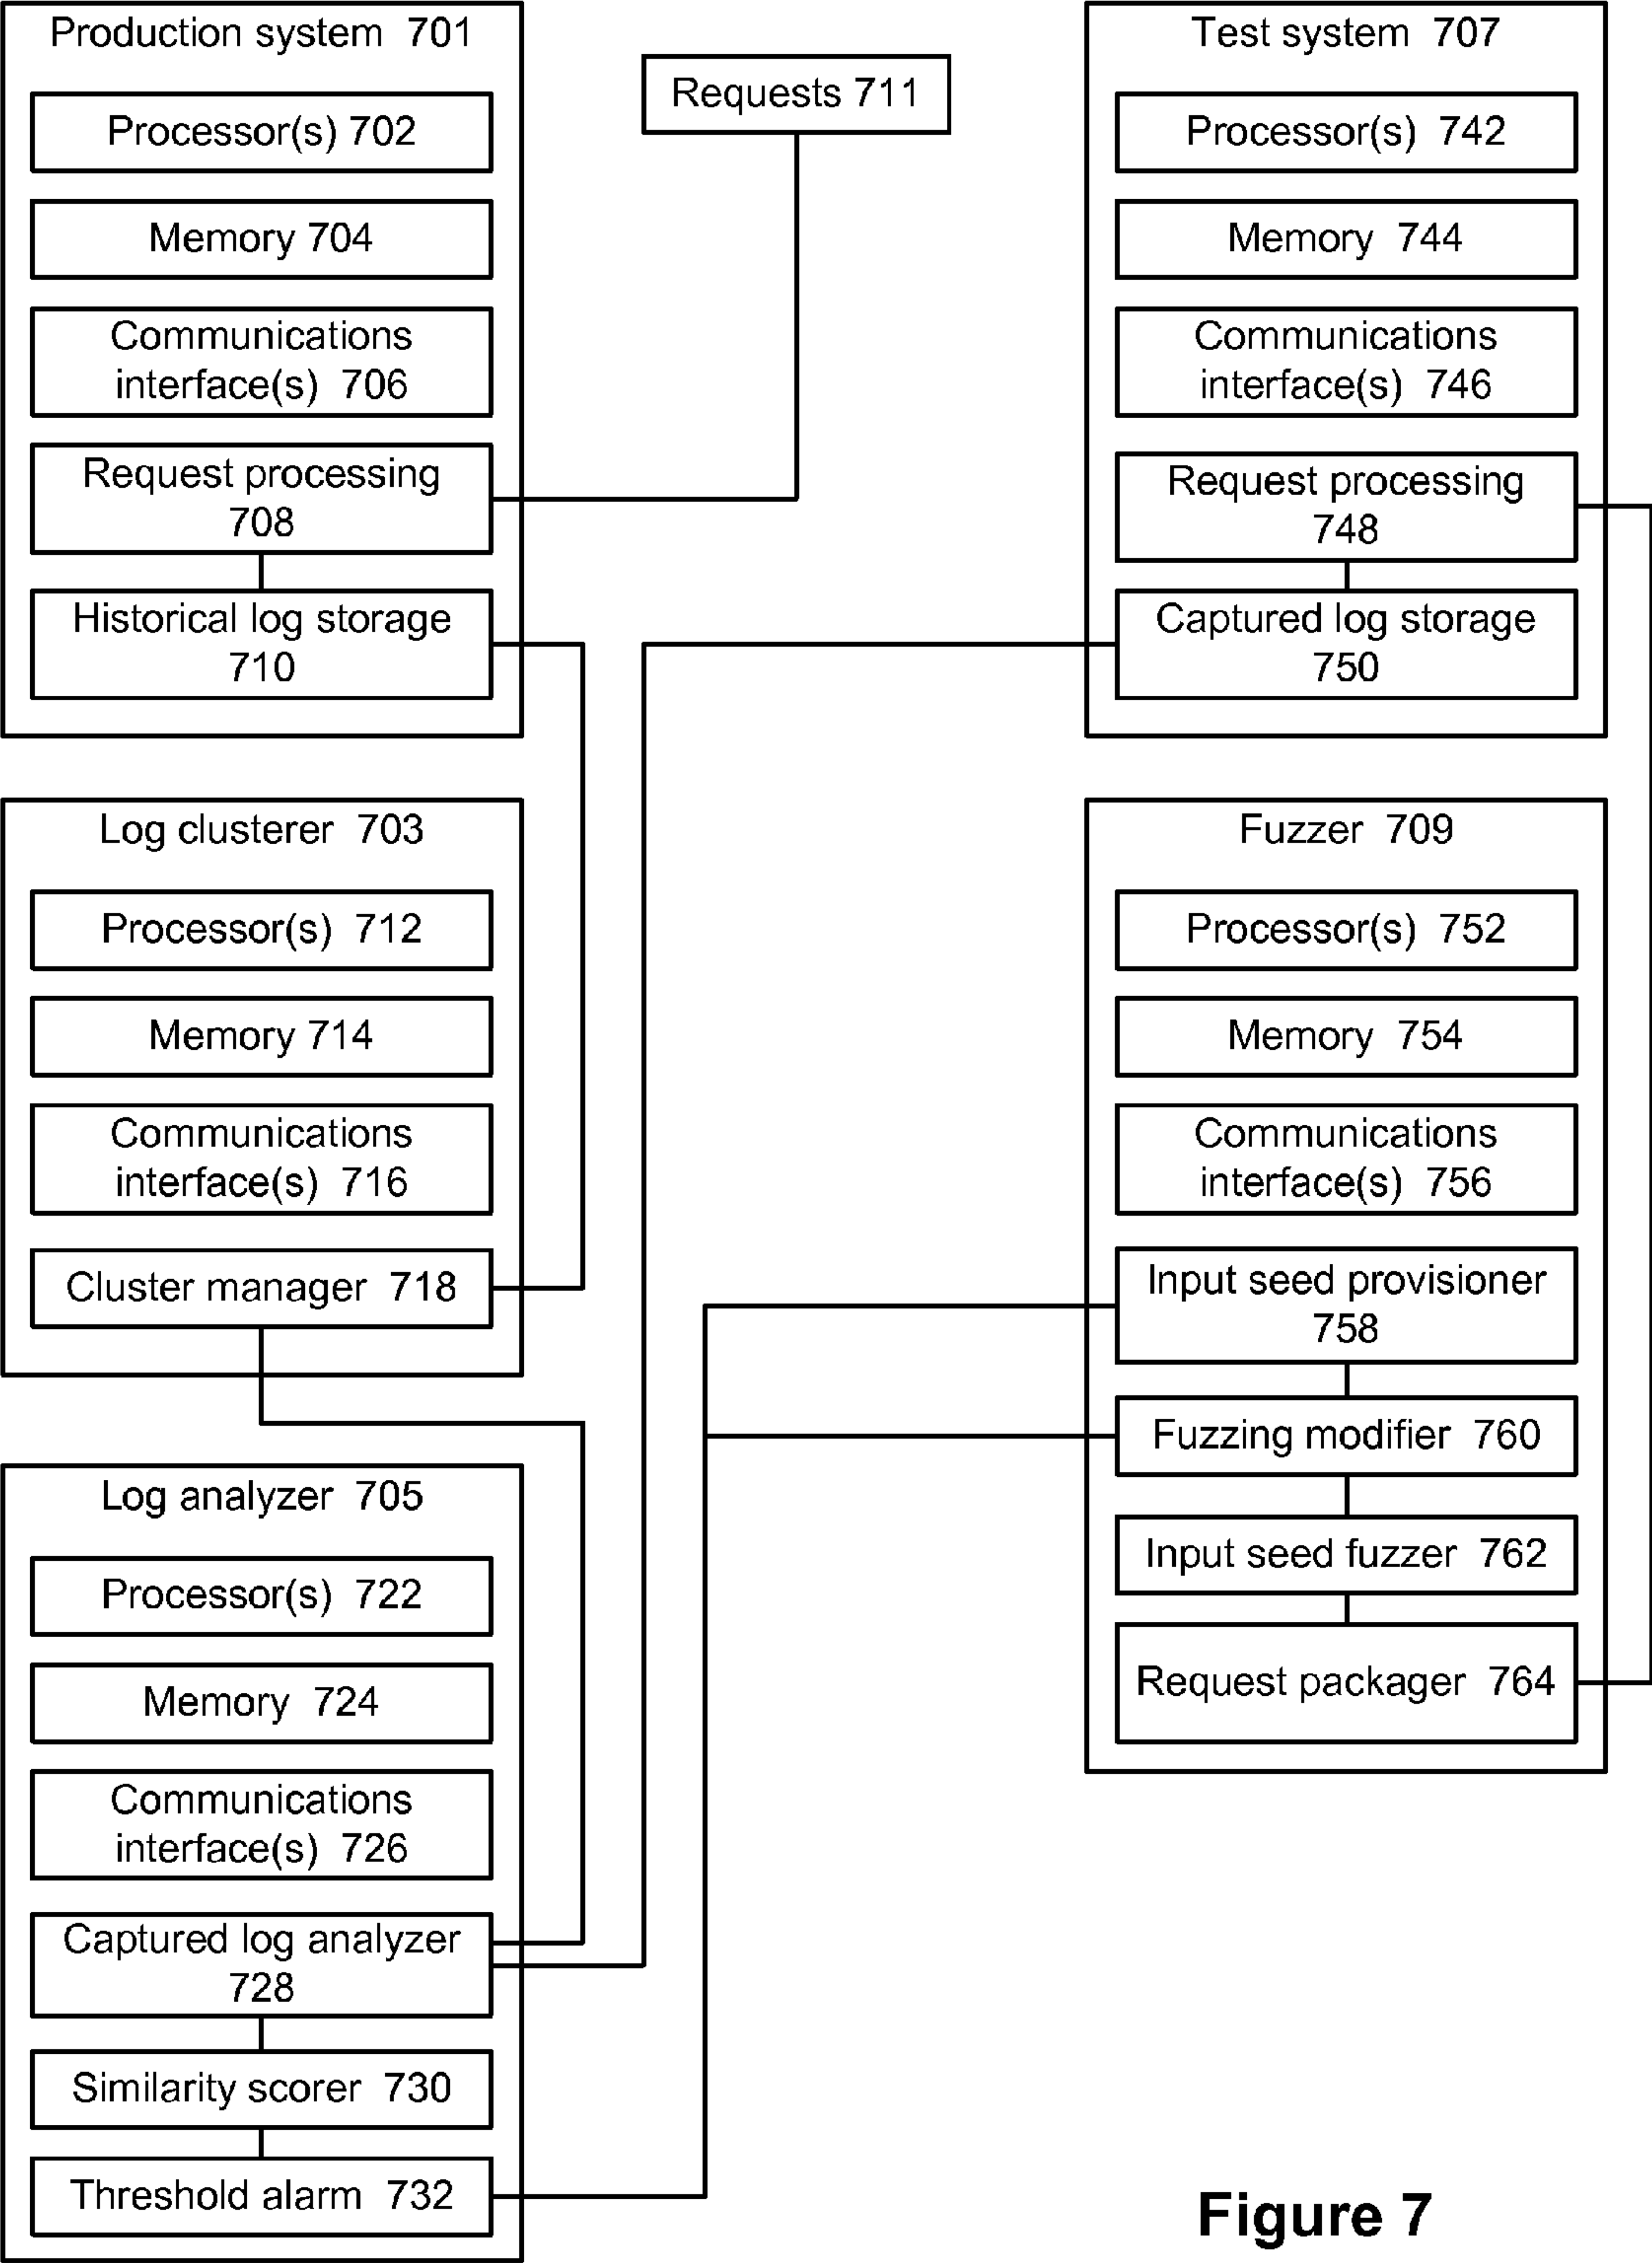 Production system 701
Processor(s) 702
Memory 704
Communications
interface(s) 706
Request processing
708
Historical log storage
710
Requests 711
Test system 707
Processor(s) 742
Memory 744
Communications
interface(s) 746
Request processing
748
Captured log storage
750
Log clusterer 703
Processor(s) 712
Memory 714
Communications
interface(s) 716
Cluster manager 718
Fuzzer 709
Processor(s) 752
Memory 754
Communications
interface(s) 756
Input seed provisioner
758
Fuzzing modifier 760
Input seed fuzzer 762
Request packager 764
Log analyzer 705
Processor(s) 722
Memory 724
Communications
interface(s) 726
Captured log analyzer
728
Similarity scorer 730
Threshold alarm 732
Figure 7